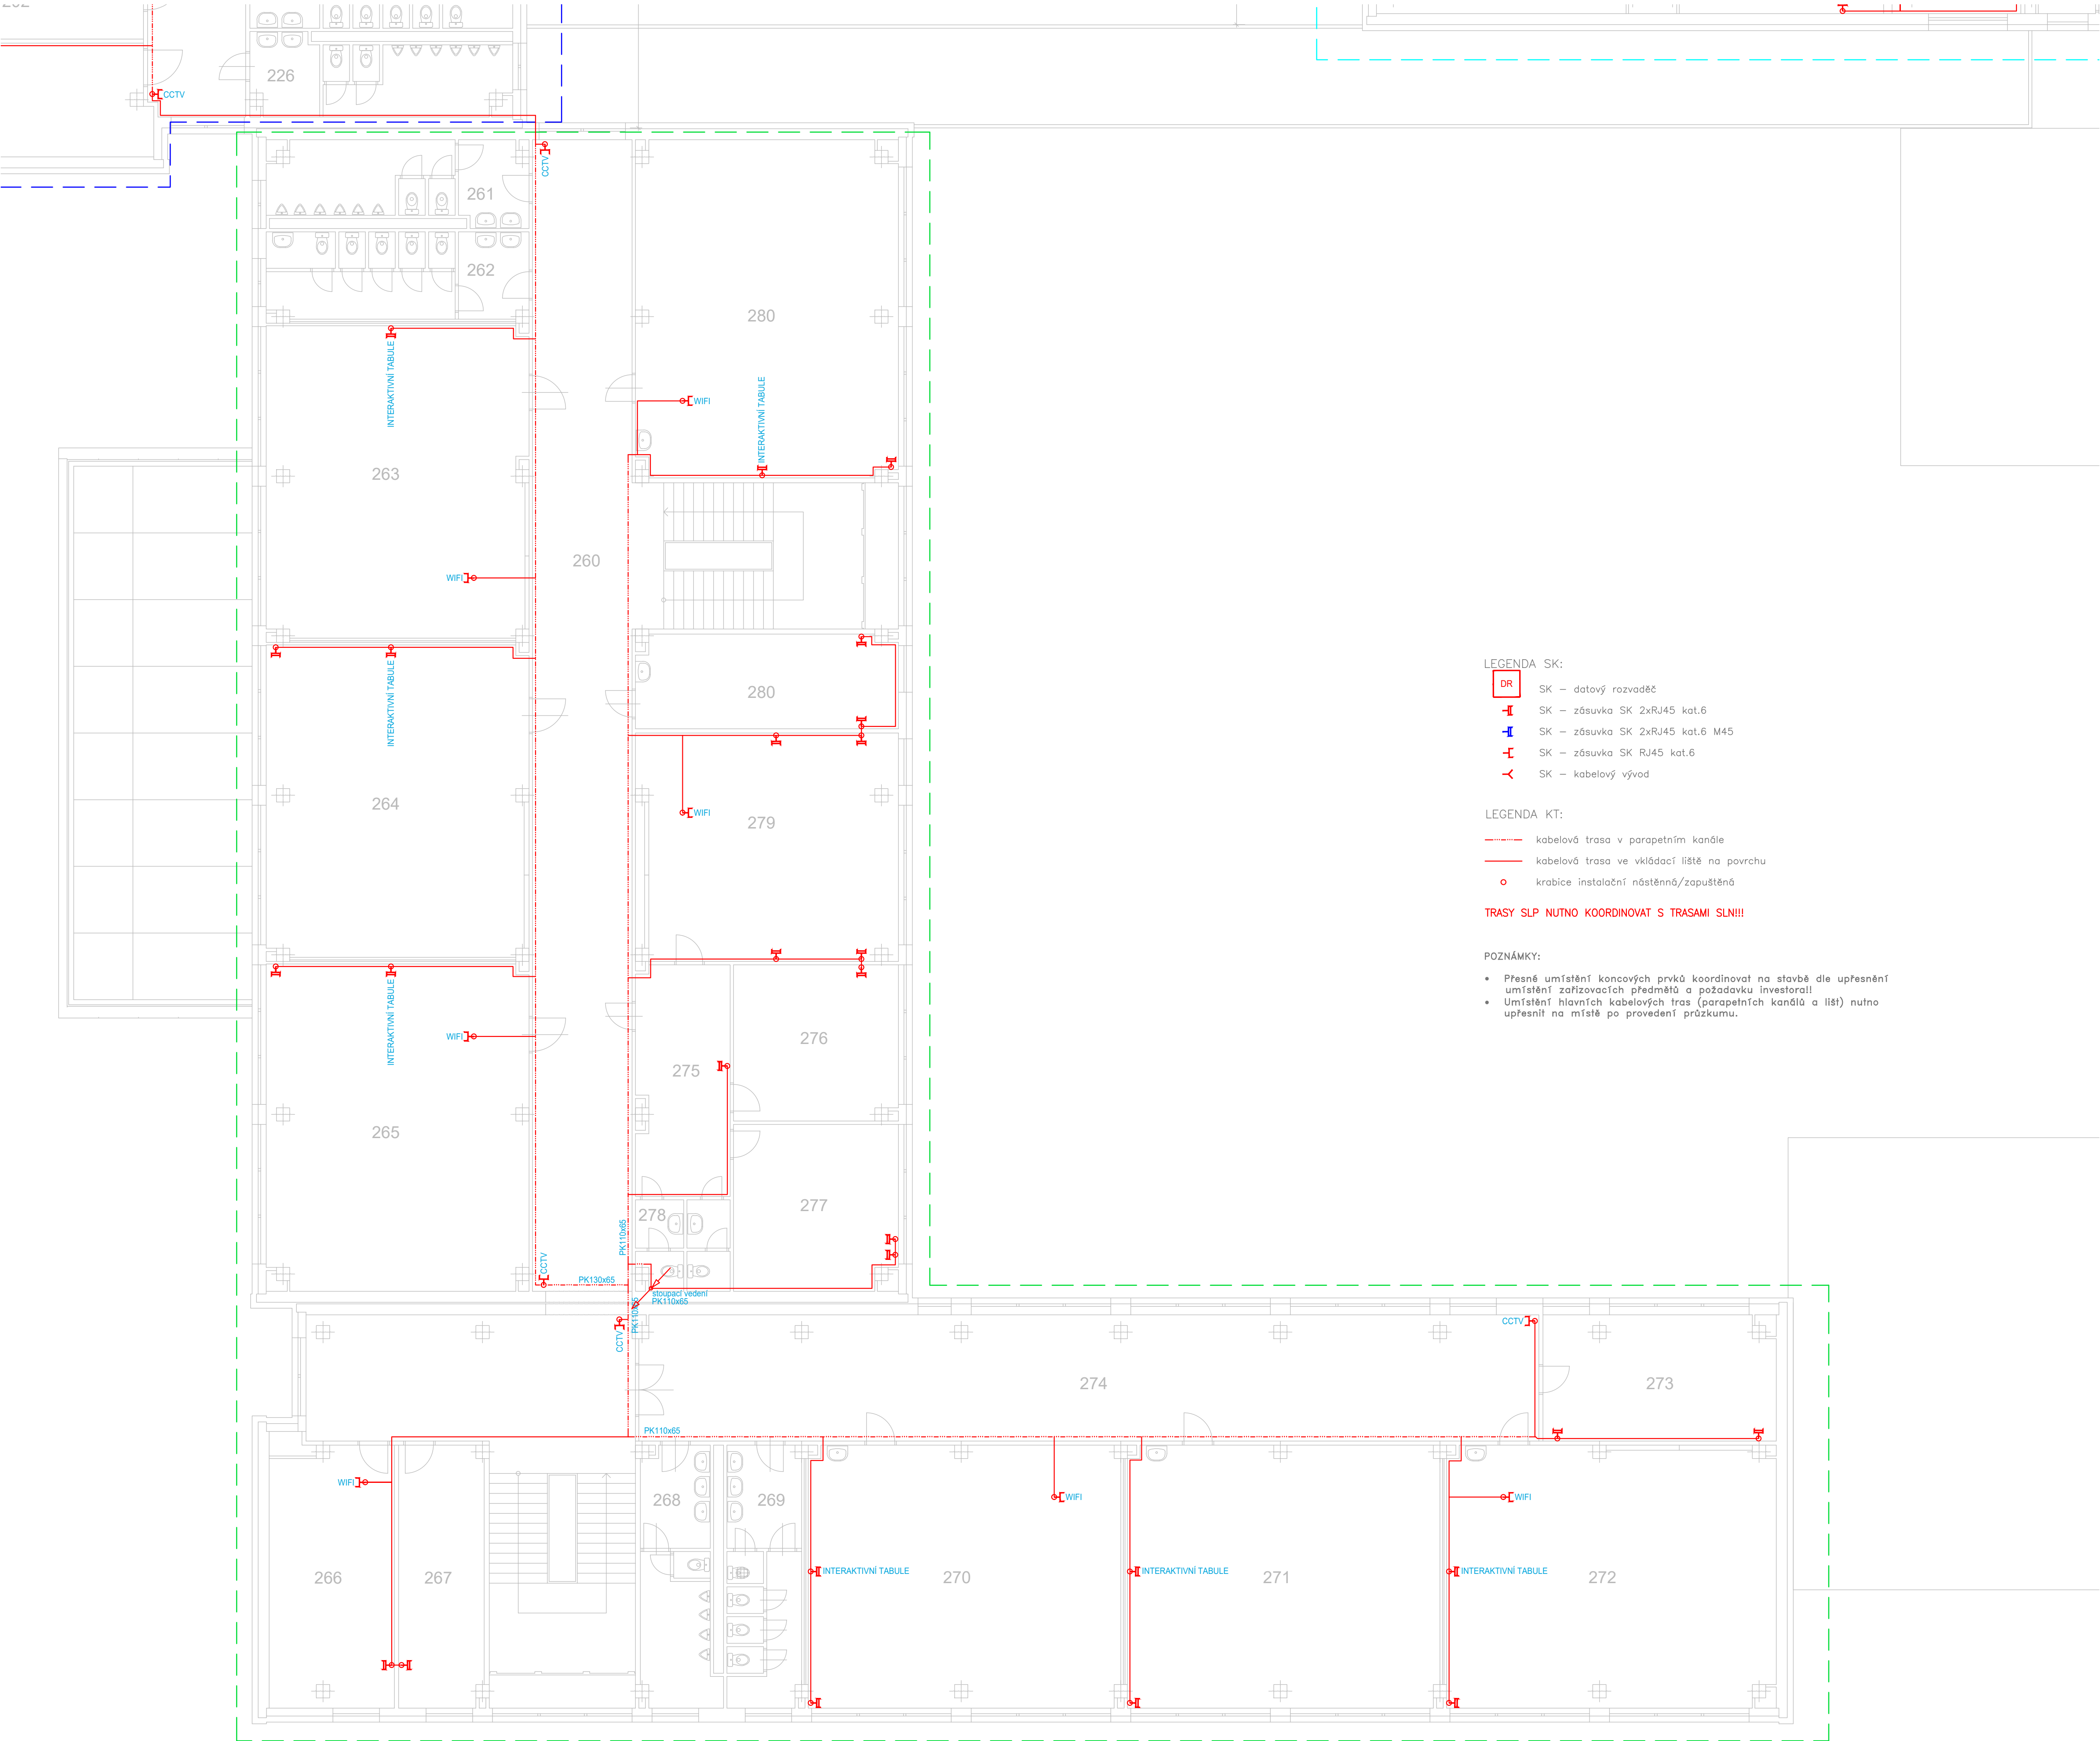 226
CCTV
CCTV
261
262
280
INTERAKTIVNÍ TABULE
WIFI
INTERAKTIVNÍ TABULE
263
260
WIFI
INTERAKTIVNÍ TABULE
280
264
WIFI
279
INTERAKTIVNÍ TABULE
WIFI
276
275
265
277
278
PK110x65
CCTV
PK130x65
stoupací vedení
PK110x65
PK110x65
CCTV
CCTV
274
273
PK110x65
WIFI
268
269
WIFI
WIFI
266
267
INTERAKTIVNÍ TABULE
270
INTERAKTIVNÍ TABULE
271
INTERAKTIVNÍ TABULE
272
LEGENDA SK:
DR
SK – datový rozvaděč
SK – zásuvka SK 2xRJ45 kat.6
SK – zásuvka SK 2xRJ45 kat.6 M45
SK – zásuvka SK RJ45 kat.6
SK – kabelový vývod
LEGENDA KT:
kabelová trasa v parapetním kanále
kabelová trasa ve vkládací liště na povrchu
krabice instalační nástěnná/zapuštěná
TRASY SLP NUTNO KOORDINOVAT S TRASAMI SLN!!!
POZNÁMKY:
• Přesné umístění koncových prvků koordinovat na stavbě dle upřesnění
umístění zařizovacích předmětů a požadavku investora!!
• Umístění hlavních kabelových tras (parapetních kanálů a lišt) nutno
upřesnit na místě po provedení průzkumu.